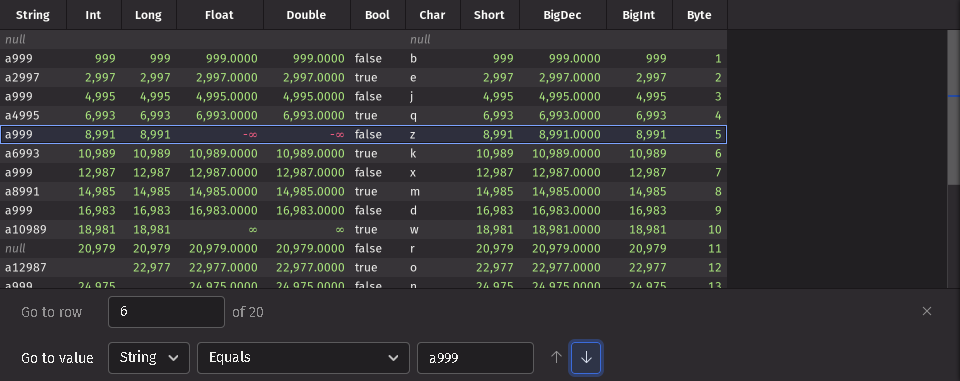 String Int Long Float Double Bool Char Short BigDec BigInt Byte
null null
a999 999 999 999.0000 999.0000 false b 999 999.0000 999 1
a2997 2,997 2,997 2,997.0000 2,997.0000 true e 2,997 2,997.0000 2,997 2
a999 4,995 4,995 4,995.0000 4,995.0000 false j 4,995 4,995.0000 4,995 3
a4995 6,993 6,993 6,993.0000 6,993.0000 true q 6,993 6,993.0000 6,993 4
a999 8,991 8,991 -∞ -∞ false z 8,991 8,991.0000 8,991 5
a6993 10,989 10,989 10,989.0000 10,989.0000 true k 10,989 10,989.0000 10,989 6
a999 12,987 12,987 12,987.0000 12,987.0000 false x 12,987 12,987.0000 12,987 7
a8991 14,985 14,985 14,985.0000 14,985.0000 true m 14,985 14,985.0000 14,985 8
a999 16,983 16,983 16,983.0000 16,983.0000 false d 16,983 16,983.0000 16,983 9
a10989 18,981 18,981 ∞ ∞ true w 18,981 18,981.0000 18,981 10
null 20,979 20,979 20,979.0000 20,979.0000 false r 20,979 20,979.0000 20,979 11
a12987 22,977 22,977.0000 22,977.0000 true o 22,977 22,977.0000 22,977 12
a999 24,975 24,975.0000 24,975.0000 false n 24,975 24,975.0000 24,975 13
Go to row 6 of 20 ×
Go to value String Equals a999 ↑ ↓